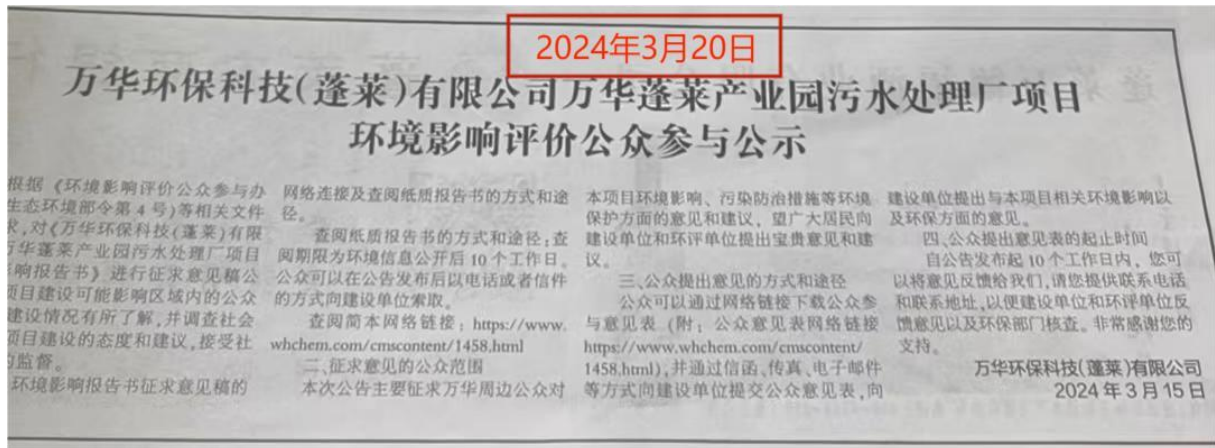 2024年3月20日
万华环保科技(蓬莱)有限公司万华蓬莱产业园污水处理厂项目
环境影响评价公众参与公示
根据《环境影响评价公众参与办
生态环境部令第4号)等相关文件
求,对《万华环保科技(蓬莱)有限
万华蓬莱产业园污水处理厂项目
影响报告书》进行征求意见稿公
项目建设可能影响区域内的公众
建设情况有所了解,并调查社会
项目建设的态度和建议,接受社
的监督。
环境影响报告书征求意见稿的
网络连接及查阅纸质报告书的方式和途
径。
查阅纸质报告书的方式和途径:查
阅期限为环境信息公开后10个工作日。
公众可以在公告发布后以电话或者信件
的方式向建设单位索取。
查阅简本网络链接:https://www.
whchem.com/cmscontent/1458.html
二、征求意见的公众范围
本次公告主要征求万华周边公众对
本项目环境影响、污染防治措施等环境
保护方面的意见和建议,望广大居民向
建设单位和环评单位提出宝贵意见和建
议。
三、公众提出意见的方式和途径
公众可以通过网络链接下载公众参
与意见表(附:公众意见表网络链接
https://www.whchem.com/cmscontent/
1458.html),并通过信函、传真、电子邮件
等方式向建设单位提交公众意见表,向
建设单位提出与本项目相关环境影响以
及环保方面的意见。
四、公众提出意见表的起止时间
自公告发布起10个工作日内,您可
以将意见反馈给我们,请您提供联系电话
和联系地址,以便建设单位和环评单位反
馈意见以及环保部门核查。非常感谢您的
支持。
万华环保科技(蓬莱)有限公司
2024年3月15日